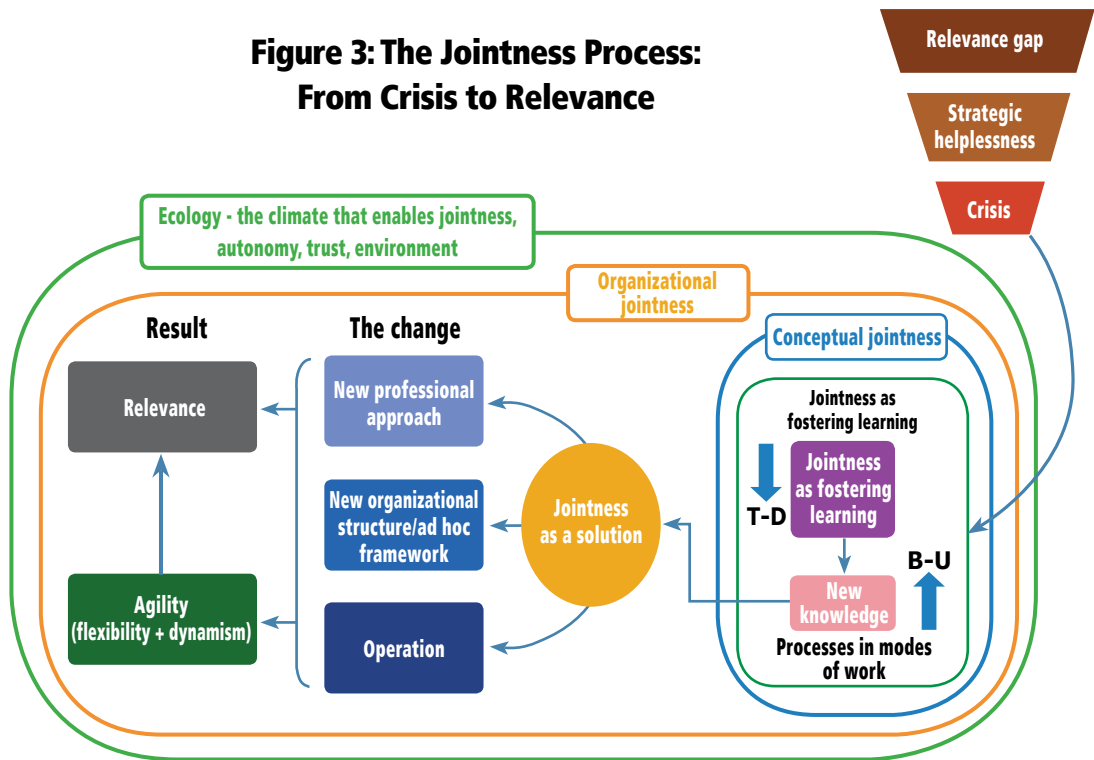 Figure 3: The Jointness Process:
From Crisis to Relevance
Relevance gap
Strategic
helplessness
Crisis
Ecology - the climate that enables jointness,
autonomy, trust, environment
Organizational
jointness
Conceptual jointness
Result
The change
Relevance
Agility
(flexibility + dynamism)
New professional
approach
New organizational
structure/ad hoc
framework
Operation
Jointness
as a solution
Jointness as
fostering learning
Jointness
as fostering
learning
T-D
B-U
New
knowledge
Processes in modes
of work